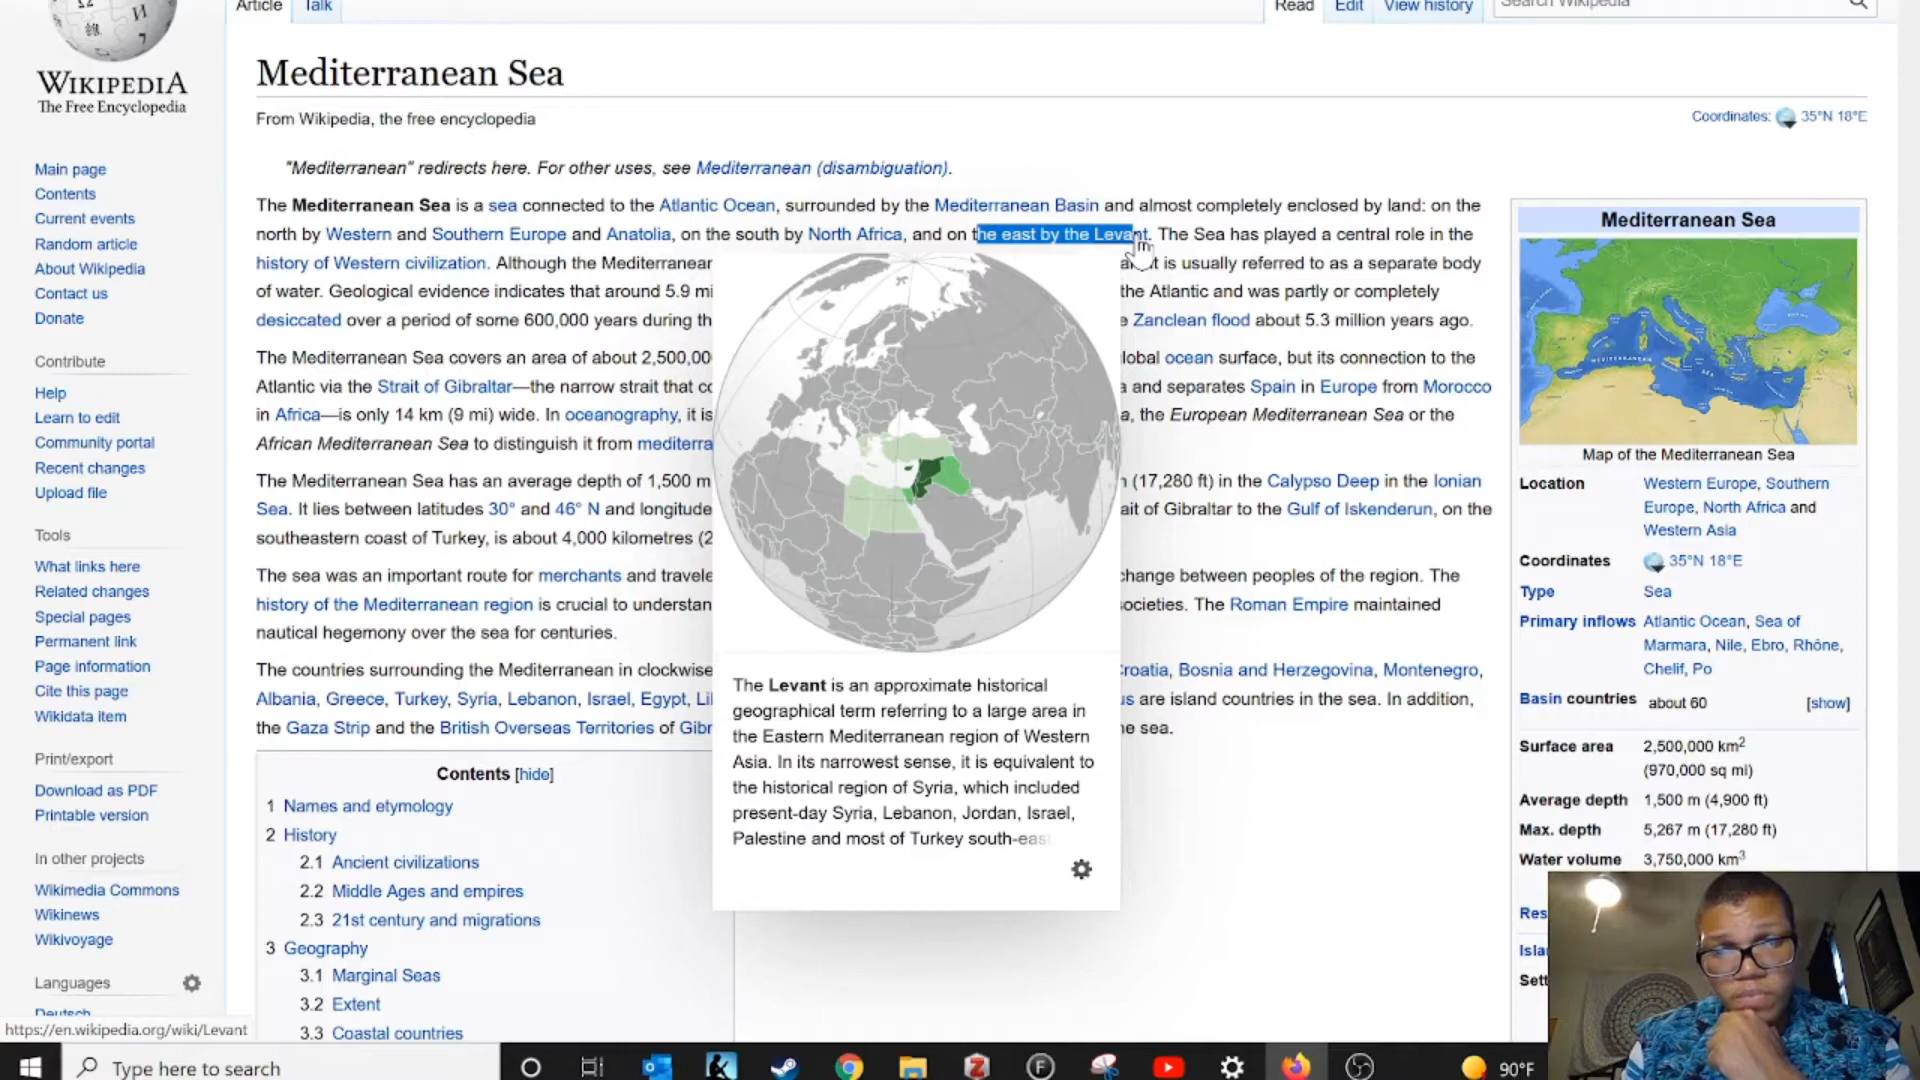 Article
Talk
Read
Edit
View history
Search Wikipedia
WIKIPEDIA
The Free Encyclopedia
Main page
Contents
Current events
Random article
About Wikipedia
Contact us
Donate
Contribute
Help
Learn to edit
Community portal
Recent changes
Upload file
Tools
What links here
Related changes
Special pages
Permanent link
Page information
Cite this page
Wikidata item
Print/export
Download as PDF
Printable version
In other projects
Wikimedia Commons
Wikinews
Wikivoyage
Languages
Deutsch
https://en.wikipedia.org/wiki/Levant
Mediterranean Sea
From Wikipedia, the free encyclopedia
Coordinates: 35°N 18°E
"Mediterranean" redirects here. For other uses, see Mediterranean (disambiguation).
The Mediterranean Sea is a sea connected to the Atlantic Ocean, surrounded by the Mediterranean Basin and almost completely enclosed by land: on the
north by Western and Southern Europe and Anatolia, on the south by North Africa, and on the east by the Levant. The Sea has played a central role in the
history of Western civilization. Although the Mediterranean it is usually referred to as a separate body
of water. Geological evidence indicates that around 5.9 mi the Atlantic and was partly or completely
desiccated over a period of some 600,000 years during th Zanclean flood about 5.3 million years ago.
The Mediterranean Sea covers an area of about 2,500,00 ocean surface, but its connection to the
Atlantic via the Strait of Gibraltar—the narrow strait that and separates Spain in Europe from Morocco
in Africa—is only 14 km (9 mi) wide. In oceanography, it is the European Mediterranean Sea or the
African Mediterranean Sea to distinguish it from mediterra
The Mediterranean Sea has an average depth of 1,500 m (17,280 ft) in the Calypso Deep in the Ionian
Sea. It lies between latitudes 30° and 46° N and longitude of Gibraltar to the Gulf of Iskenderun, on the
southeastern coast of Turkey, is about 4,000 kilometres (2
The sea was an important route for merchants and travele change between peoples of the region. The
history of the Mediterranean region is crucial to understan societies. The Roman Empire maintained
nautical hegemony over the sea for centuries.
The countries surrounding the Mediterranean in clockwise Croatia, Bosnia and Herzegovina, Montenegro,
Albania, Greece, Turkey, Syria, Lebanon, Israel, Egypt, are island countries in the sea. In addition,
the Gaza Strip and the British Overseas Territories of Gibr sea.
The Levant is an approximate historical
geographical term referring to a large area in
the Eastern Mediterranean region of Western
Asia. In its narrowest sense, it is equivalent to
the historical region of Syria, which included
present-day Syria, Lebanon, Jordan, Israel,
Palestine and most of Turkey south-east
Contents [hide]
1 Names and etymology
2 History
2.1 Ancient civilizations
2.2 Middle Ages and empires
2.3 21st century and migrations
3 Geography
3.1 Marginal Seas
3.2 Extent
3.3 Coastal countries
Mediterranean Sea
MEDITERRANEAN SEA
Map of the Mediterranean Sea
Location Western Europe, Southern
Europe, North Africa and
Western Asia
Coordinates 35°N 18°E
Type Sea
Primary inflows Atlantic Ocean, Sea of
Marmara, Nile, Ebro, Rhône,
Chelif, Po
Basin countries about 60 [show]
Surface area 2,500,000 km²
(970,000 sq mi)
Average depth 1,500 m (4,900 ft)
Max. depth 5,267 m (17,280 ft)
Water volume 3,750,000 km³
Res
Isla
Sett
Type here to search
90°F